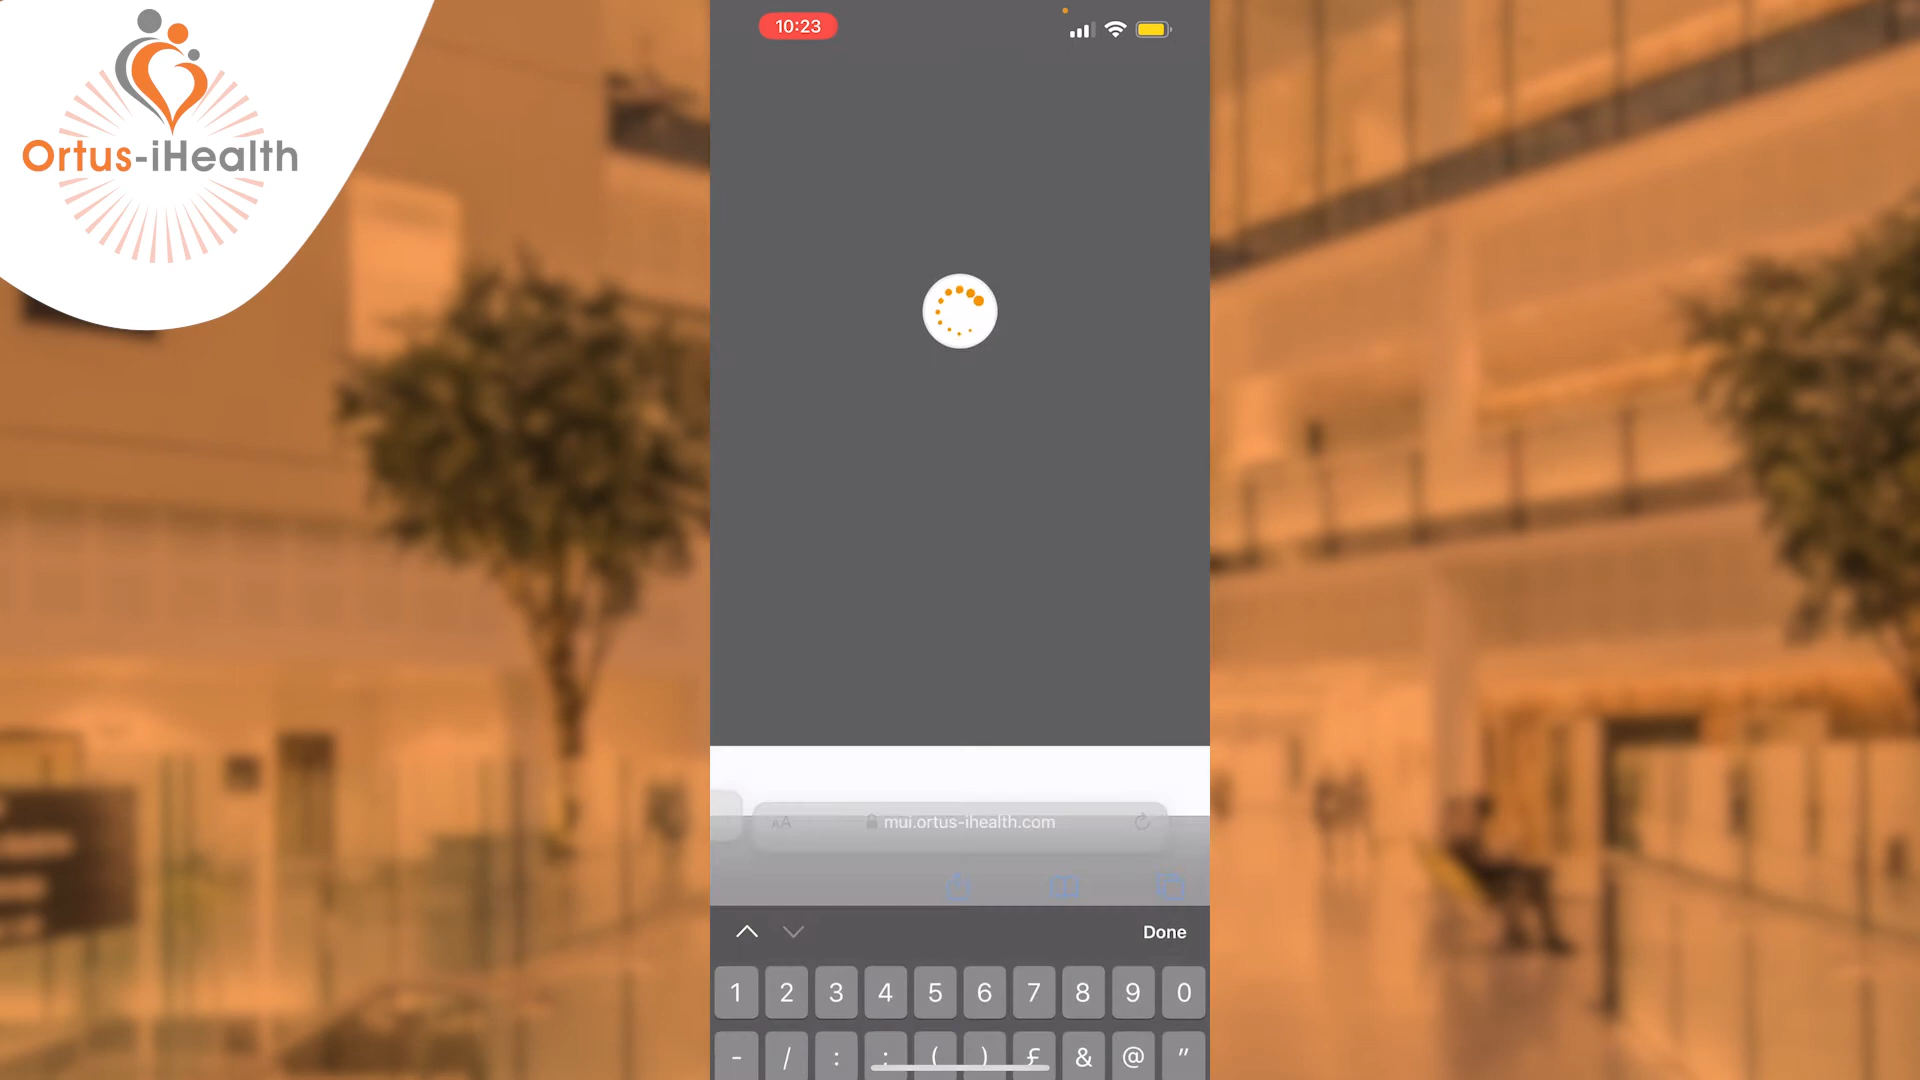 Ortus-iHealth
10:23
AA mui.ortus-ihealth.com
Done
1 2 3 4 5 6 7 8 9 0
- / : ; ( ) £ & @ "